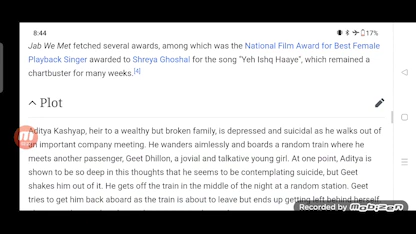 8:44
17%
Jab We Met fetched several awards, among which was the National Film Award for Best Female
Playback Singer awarded to Shreya Ghoshal for the song "Yeh Ishq Haaye", which remained a
chartbuster for many weeks.[4]
Plot
Aditya Kashyap, heir to a wealthy but broken family, is depressed and suicidal as he walks out of
an important company meeting. He wanders aimlessly and boards a random train where he
meets another passenger, Geet Dhillon, a jovial and talkative young girl. At one point, Aditya is
shown to be so deep in this thoughts that he seems to be contemplating suicide, but Geet
shakes him out of it. He gets off the train in the middle of the night at a random station. Geet
tries to get him back aboard as the train is about to leave but ends up getting left behind herself
Recorded by Mobizen